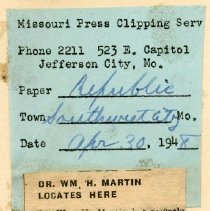 Missouri Press Clipping Serv
Phone 2211 523 E. Capitol
Jefferson City, Mo.
Paper Republic
Town Southwest City Mo.
Date Apr 30, 1948
DR. WM. H. MARTIN
LOCATES HERE